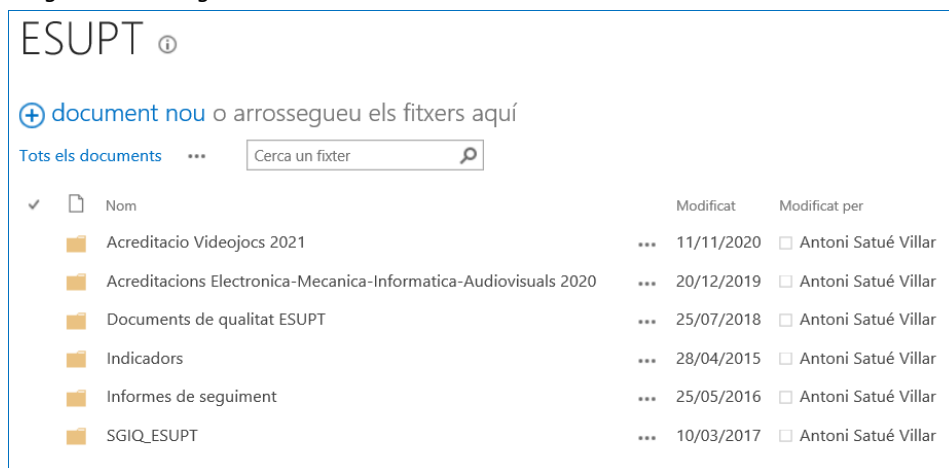 ESUPT
document nou o arrossegueu els fitxers aquí
Tots els documents ••• Cerca un fixter
Nom Modificat Modificat per
Acreditacio Videojocs 2021 ••• 11/11/2020 Antoni Satué Villar
Acreditacions Electronica-Mecanica-Informatica-Audiovisuals 2020 ••• 20/12/2019 Antoni Satué Villar
Documents de qualitat ESUPT ••• 25/07/2018 Antoni Satué Villar
Indicadors ••• 28/04/2015 Antoni Satué Villar
Informes de seguiment ••• 25/05/2016 Antoni Satué Villar
SGIQ_ESUPT ••• 10/03/2017 Antoni Satué Villar